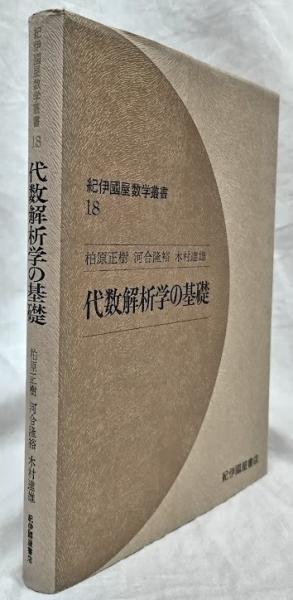 紀伊國屋数学叢書
18
柏原正樹 河合隆裕 木村達雄
代数解析学の基礎
紀伊國屋書店
紀伊國屋数学叢書 18
代数解析学の基礎
柏原正樹 河合隆裕 木村達雄
紀伊國屋書店